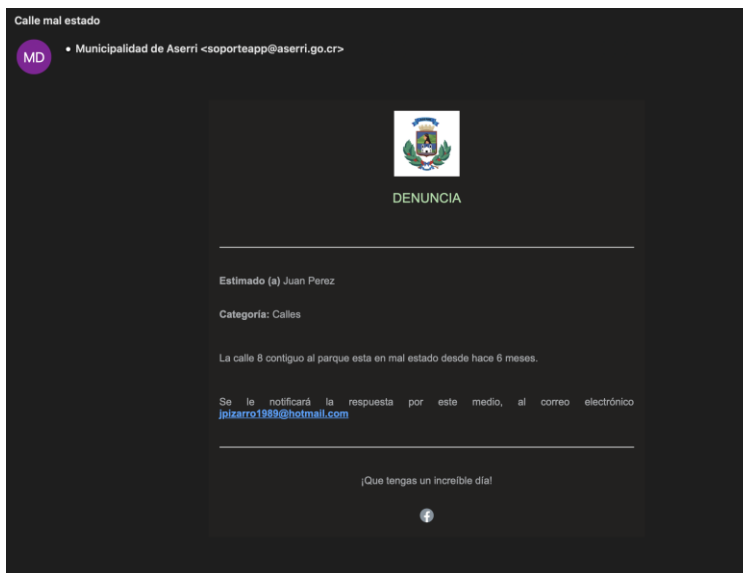 Calle mal estado
MD
• Municipalidad de Aserri <soporteapp@aserri.go.cr>
DENUNCIA
Estimado (a) Juan Perez
Categoría: Calles
La calle 8 contiguo al parque esta en mal estado desde hace 6 meses.
Se le notificará la respuesta por este medio, al correo electrónico
jpizarro1989@hotmail.com
¡Que tengas un increíble día!